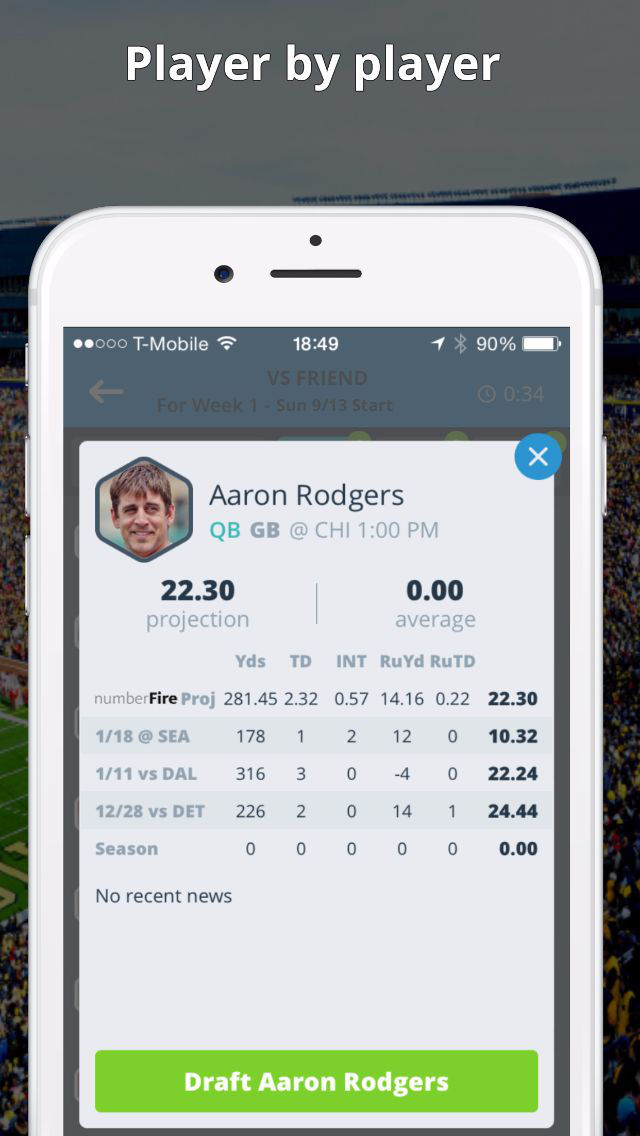 Player by player
T-Mobile 18:49 90%
VS FRIEND
For Week 1 - Sun 9/13 Start
0:34
Aaron Rodgers
QB GB @ CHI 1:00 PM
22.30 0.00
projection average
Yds TD INT RuYd RuTD
numberFire Proj 281.45 2.32 0.57 14.16 0.22 22.30
1/18 @ SEA 178 1 2 12 0 10.32
1/11 vs DAL 316 3 0 -4 0 22.24
12/28 vs DET 226 2 0 14 1 24.44
Season 0 0 0 0 0 0.00
No recent news
Draft Aaron Rodgers